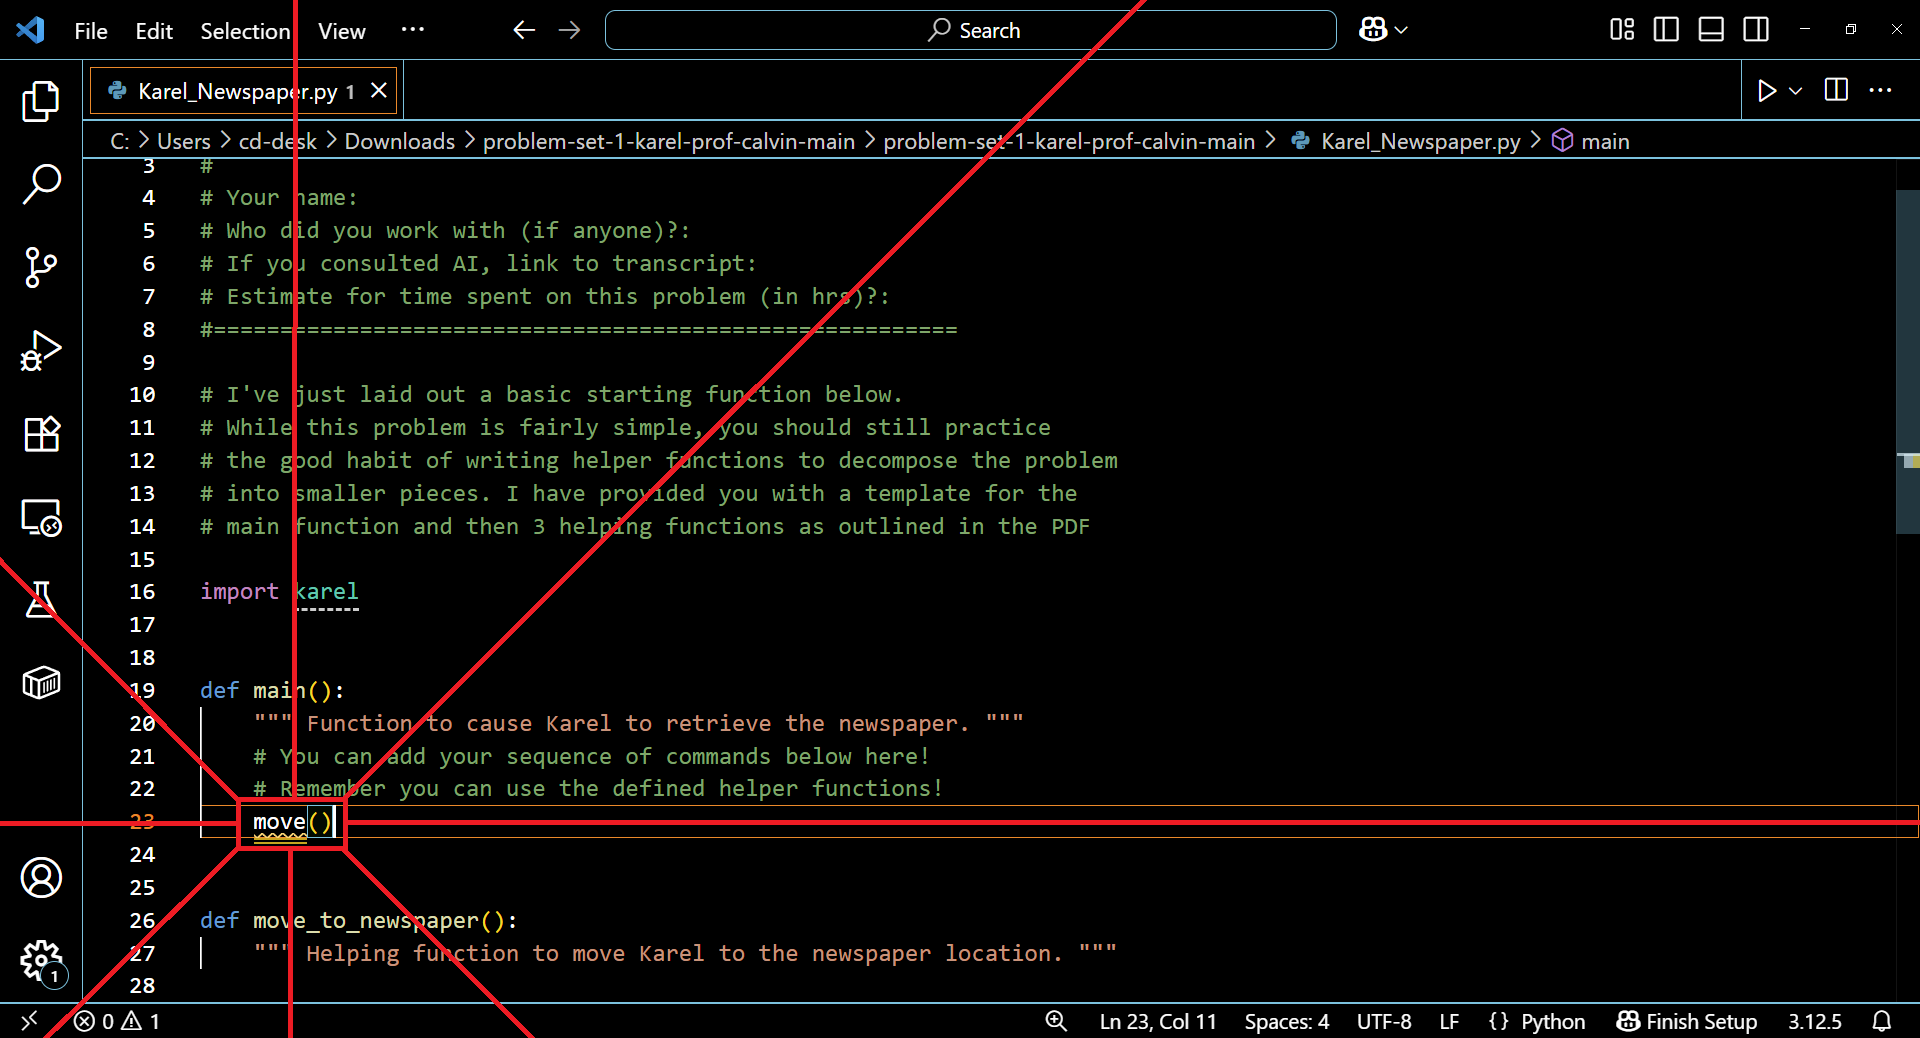 File Edit Selection View ··· Search
Karel_Newspaper.py 1
C: > Users > cd-desk > Downloads > problem-set-1-karel-prof-calvin-main > problem-set-1-karel-prof-calvin-main > Karel_Newspaper.py > main
3 #
4 # Your name:
5 # Who did you work with (if anyone)?:
6 # If you consulted AI, link to transcript:
7 # Estimate for time spent on this problem (in hrs)?:
8 #========================================================
9
10 # I've just laid out a basic starting function below.
11 # While this problem is fairly simple, you should still practice
12 # the good habit of writing helper functions to decompose the problem
13 # into smaller pieces. I have provided you with a template for the
14 # main function and then 3 helping functions as outlined in the PDF
15
16 import karel
17
18
19 def main():
20 """ Function to cause Karel to retrieve the newspaper. """
21 # You can add your sequence of commands below here!
22 # Remember you can use the defined helper functions!
23 move()
24
25
26 def move_to_newspaper():
27 """ Helping function to move Karel to the newspaper location. """
28
1
0 1 Ln 23, Col 11 Spaces: 4 UTF-8 LF {} Python Finish Setup 3.12.5